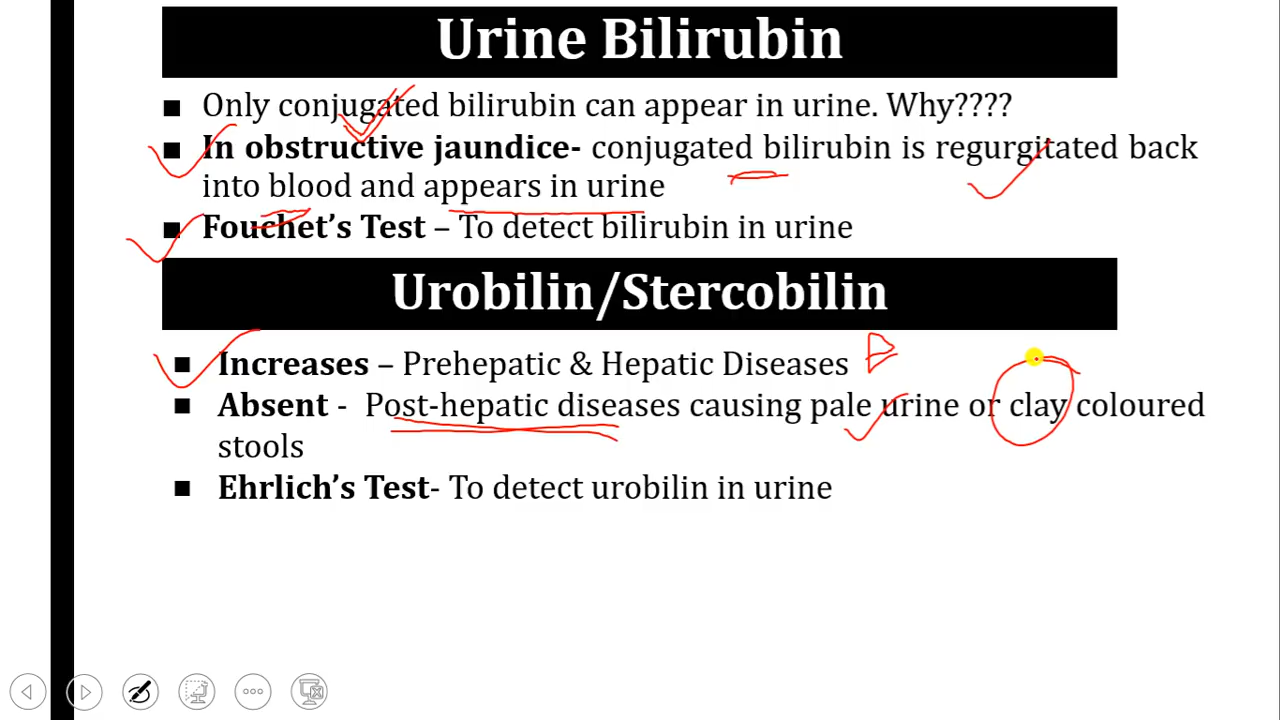 Urine Bilirubin
■ Only conjugated bilirubin can appear in urine. Why????
■ In obstructive jaundice- conjugated bilirubin is regurgitated back
into blood and appears in urine
■ Fouchet’s Test – To detect bilirubin in urine
Urobilin/Stercobilin
■ Increases – Prehepatic & Hepatic Diseases
■ Absent - Post-hepatic diseases causing pale urine or clay coloured
stools
■ Ehrlich’s Test- To detect urobilin in urine